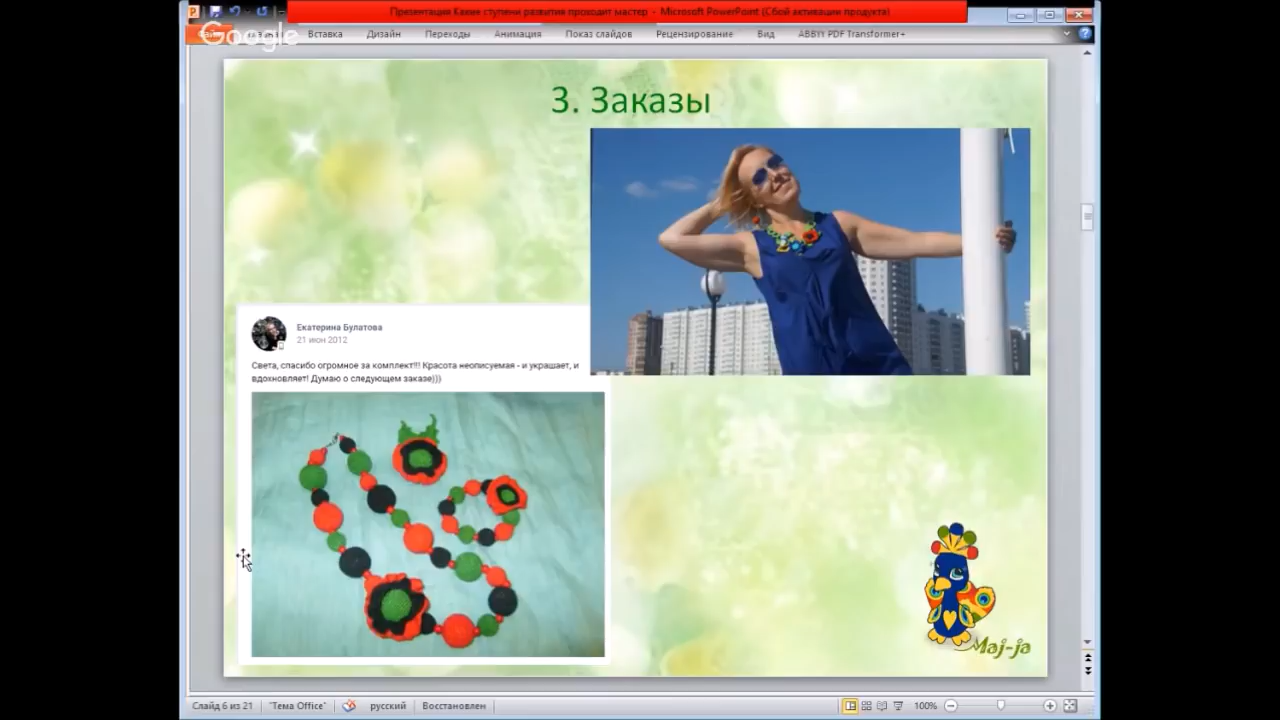 Презентация Какие ступени развития проходит мастер - Microsoft PowerPoint (Сбой активации продукта)
Google
Вставка Дизайн Переходы Анимация Показ слайдов Рецензирование Вид ABBYY PDF Transformer+
3. Заказы
Екатерина Булатова
21 июн 2012
Света, спасибо огромное за комплект!!! Красота неописуемая - и украшает, и
вдохновляет! Думаю о следующем заказе)))
Maj-ja
Слайд 6 из 21 "Тема Office" русский Восстановлен 100%